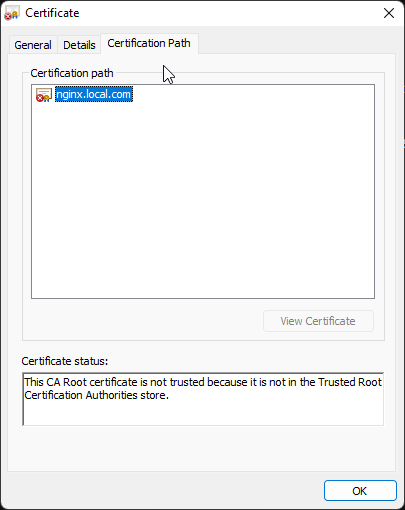 Certificate
General
Details
Certification Path
Certification path
nginx.local.com
View Certificate
Certificate status:
This CA Root certificate is not trusted because it is not in the Trusted Root
Certification Authorities store.
OK